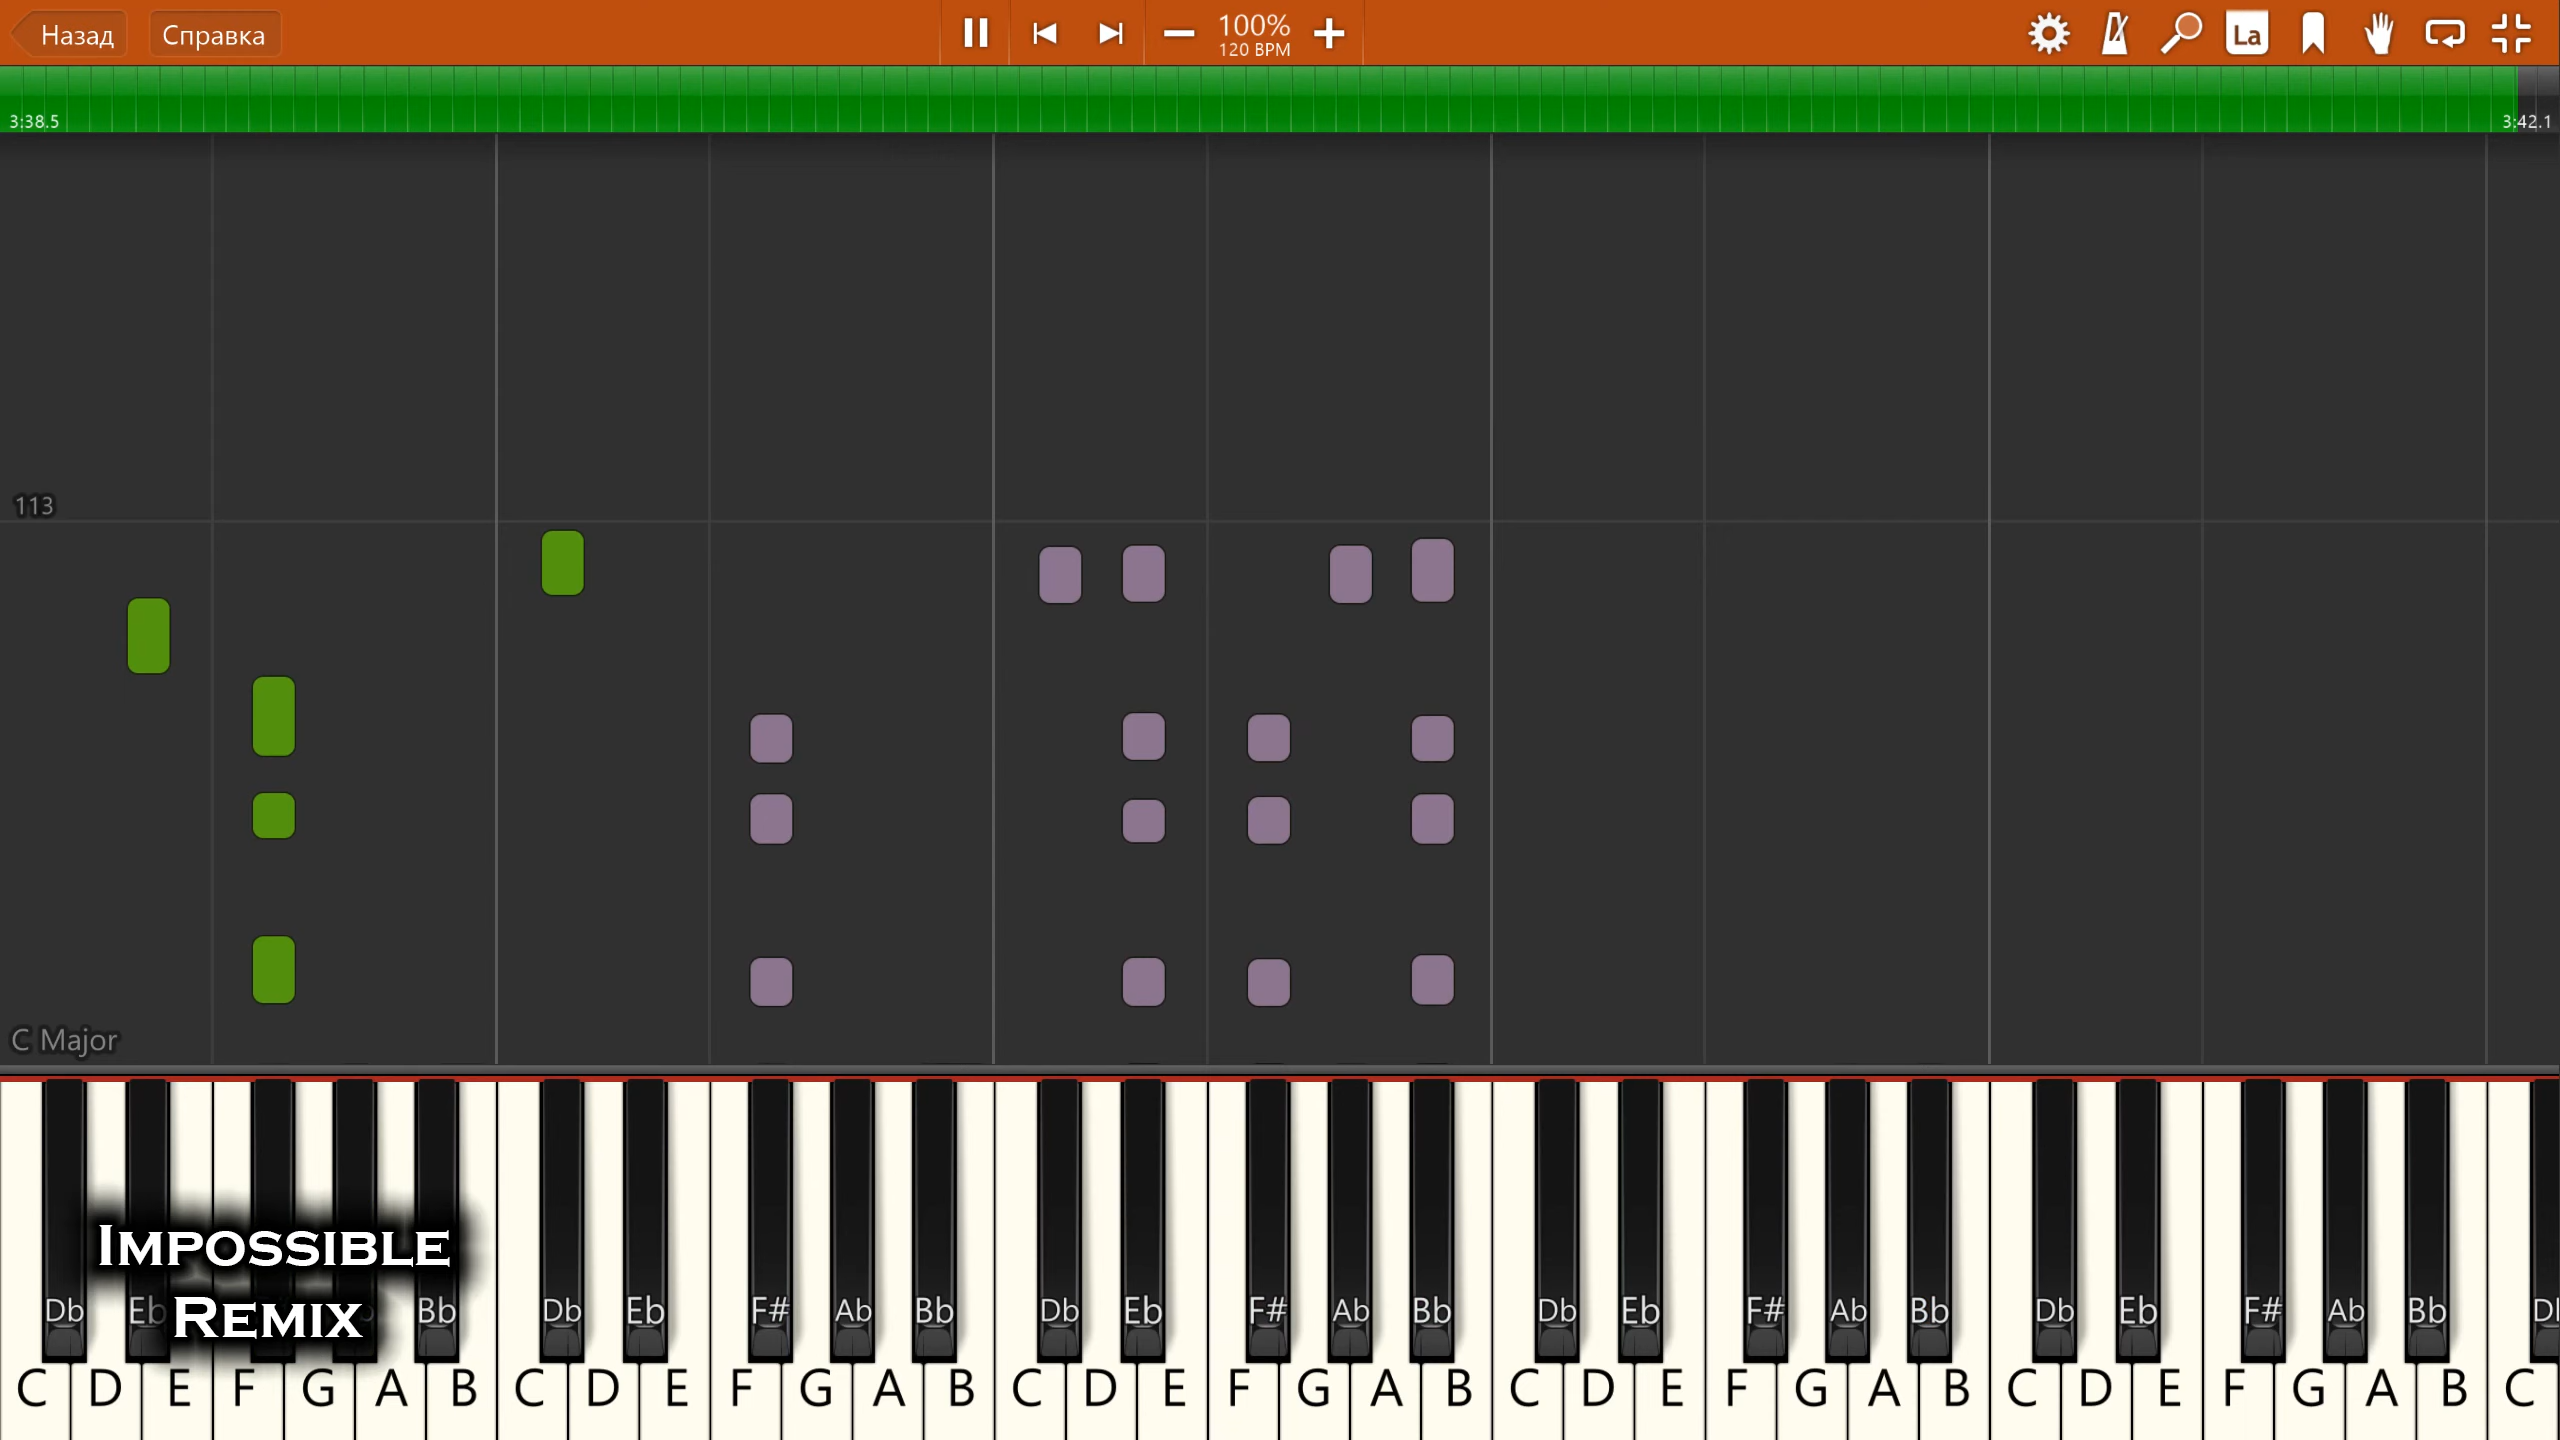 Назад Справка 100% La
120 BPM
3:38.5 3:42.1
113
C Major
Impossible
Remix
Db Eb Bb Db Eb F# Ab Bb Db Eb F# Ab Bb Db Eb F# Ab Bb Db Eb F# Ab Bb
C D E F G A B C D E F G A B C D E F G A B C D E F G A B C D E F G A B C